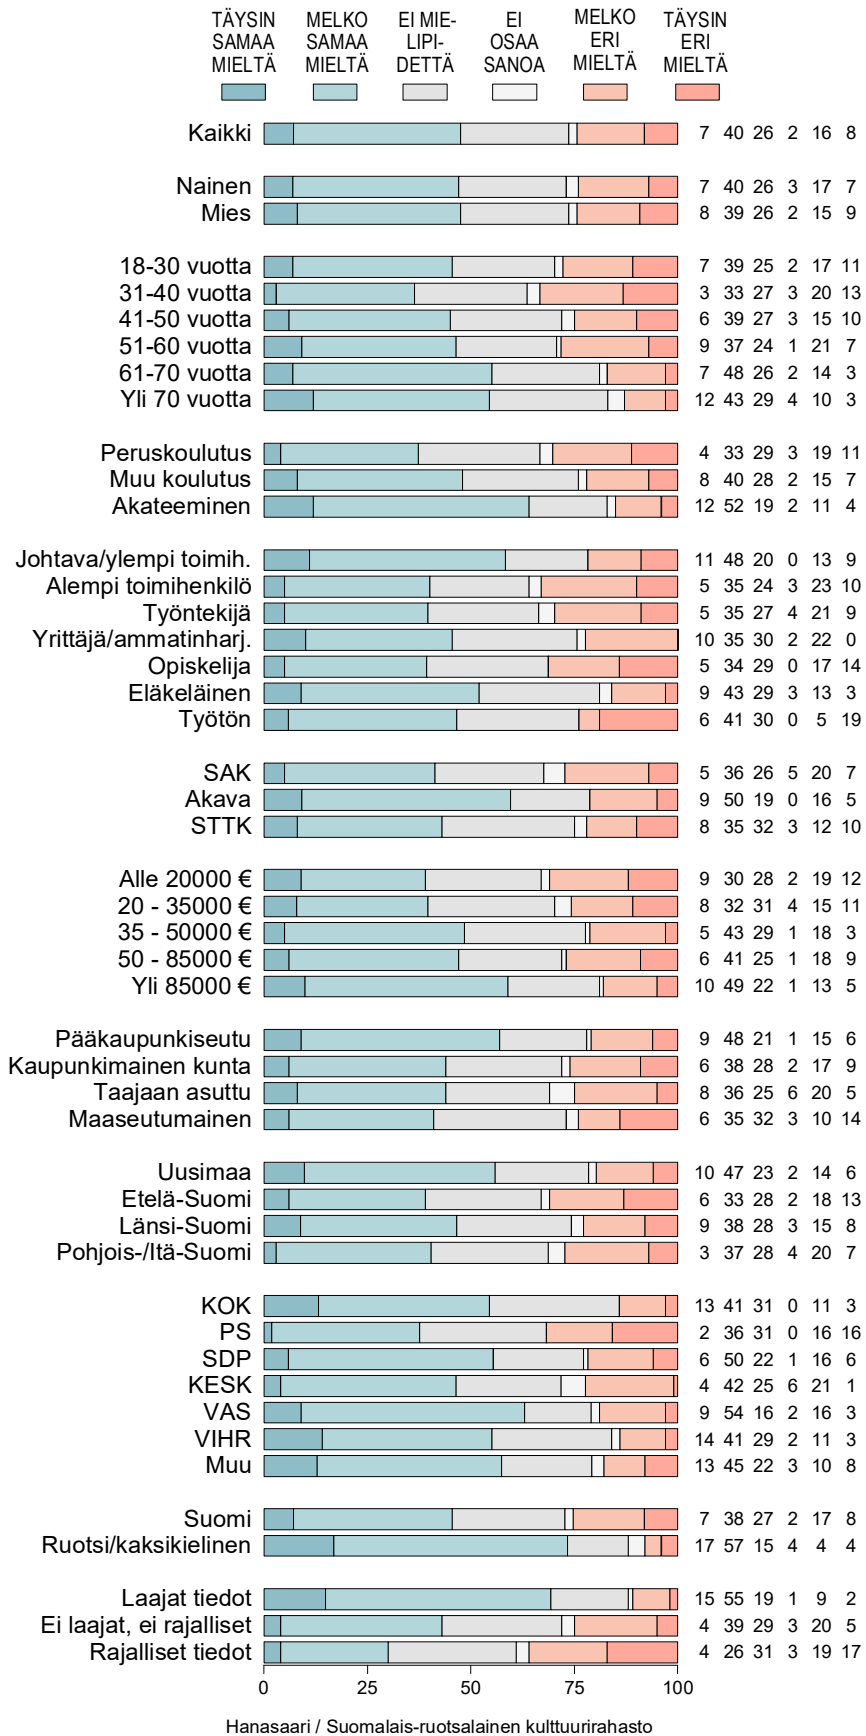 TÄYSIN MELKO EI MIE- EI MELKO TÄYSIN
SAMAA SAMAA LIPI- OSAA ERI ERI
MIELTÄ MIELTÄ DETTÄ SANOA MIELTÄ MIELTÄ
Kaikki 7 40 26 2 16 8
Nainen 7 40 26 3 17 7
Mies 8 39 26 2 15 9
18-30 vuotta 7 39 25 2 17 11
31-40 vuotta 3 33 27 3 20 13
41-50 vuotta 6 39 27 3 15 10
51-60 vuotta 9 37 24 1 21 7
61-70 vuotta 7 48 26 2 14 3
Yli 70 vuotta 12 43 29 4 10 3
Peruskoulutus 4 33 29 3 19 11
Muu koulutus 8 40 28 2 15 7
Akateeminen 12 52 19 2 11 4
Johtava/ylempi toimih. 11 48 20 0 13 9
Alempi toimihenkilö 5 35 24 3 23 10
Työntekijä 5 35 27 4 21 9
Yrittäjä/ammatinharj. 10 35 30 2 22 0
Opiskelija 5 34 29 0 17 14
Eläkeläinen 9 43 29 3 13 3
Työtön 6 41 30 0 5 19
SAK 5 36 26 5 20 7
Akava 9 50 19 0 16 5
STTK 8 35 32 3 12 10
Alle 20000 € 9 30 28 2 19 12
20 - 35000 € 8 32 31 4 15 11
35 - 50000 € 5 43 29 1 18 3
50 - 85000 € 6 41 25 1 18 9
Yli 85000 € 10 49 22 1 13 5
Pääkaupunkiseutu 9 48 21 1 15 6
Kaupunkimainen kunta 6 38 28 2 17 9
Taajaan asuttu 8 36 25 6 20 5
Maaseutumainen 6 35 32 3 10 14
Uusimaa 10 47 23 2 14 6
Etelä-Suomi 6 33 28 2 18 13
Länsi-Suomi 9 38 28 3 15 8
Pohjois-/Itä-Suomi 3 37 28 4 20 7
KOK 13 41 31 0 11 3
PS 2 36 31 0 16 16
SDP 6 50 22 1 16 6
KESK 4 42 25 6 21 1
VAS 9 54 16 2 16 3
VIHR 14 41 29 2 11 3
Muu 13 45 22 3 10 8
Suomi 7 38 27 2 17 8
Ruotsi/kaksikielinen 17 57 15 4 4 4
Laajat tiedot 15 55 19 1 9 2
Ei laajat, ei rajalliset 4 39 29 3 20 5
Rajalliset tiedot 4 26 31 3 19 17
0 25 50 75 100
Hanasaari / Suomalais-ruotsalainen kulttuurirahasto